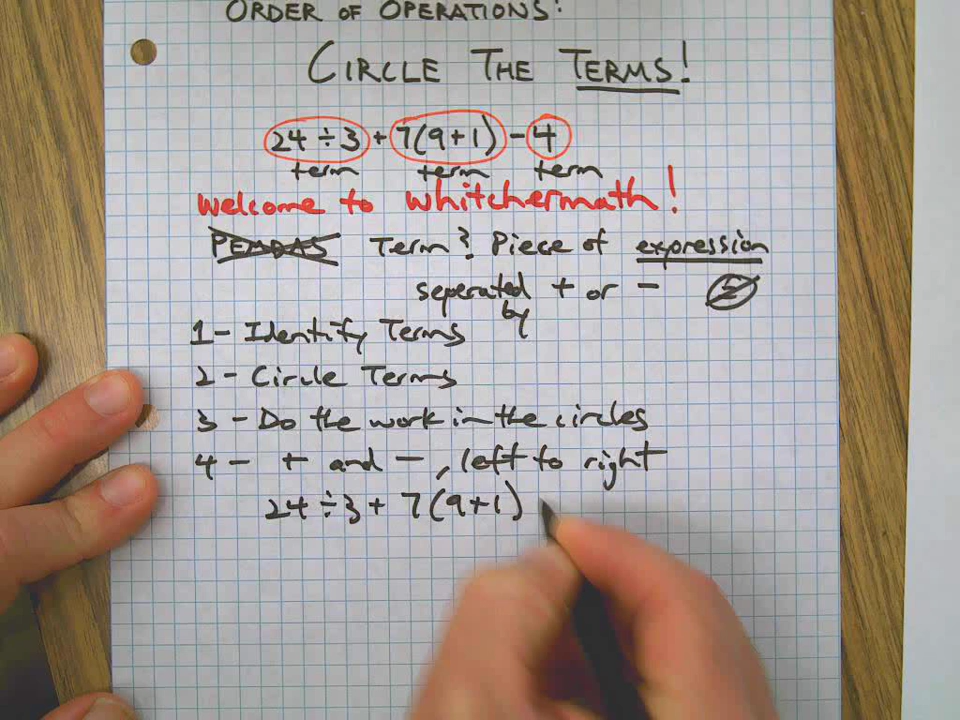 ORDER OF OPERATIONS:
CIRCLE THE TERMS!
24 ÷ 3 + 7(9+1) - 4
term term term
welcome to whitchermath!
PEMDAS Term? Piece of expression
seperated by + or -
1- Identify Terms
2 - Circle Terms
3 - Do the work in the circles
4 - + and -, left to right
24 ÷ 3 + 7(9+1)